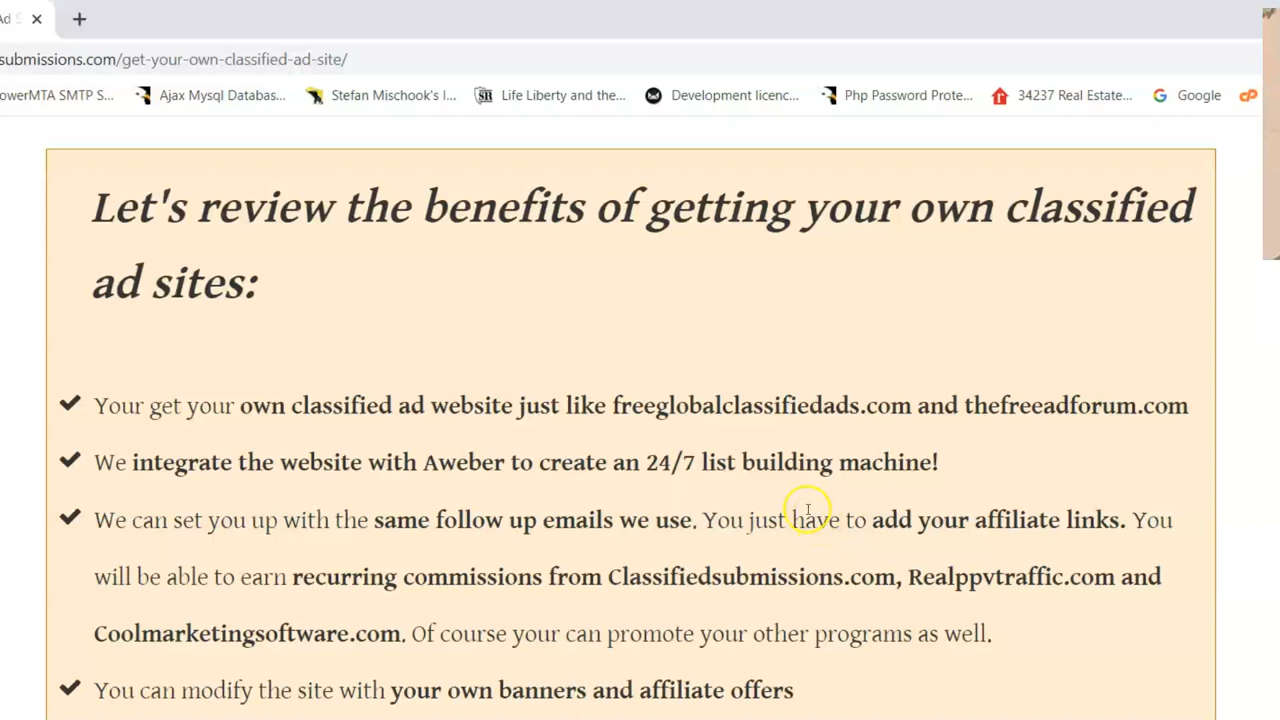 Ad S
submissions.com/get-your-own-classified-ad-site/
owerMTA SMTP S... Ajax Mysql Databas... Stefan Mischook's I... Life Liberty and the... Development licenc... Php Password Prote... 34237 Real Estate... Google
Let's review the benefits of getting your own classified
ad sites:
Your get your own classified ad website just like freeglobalclassifiedads.com and thefreeadforum.com
We integrate the website with Aweber to create an 24/7 list building machine!
We can set you up with the same follow up emails we use. You just have to add your affiliate links. You
will be able to earn recurring commissions from Classifiedsubmissions.com, Realppvtraffic.com and
Coolmarketingsoftware.com. Of course your can promote your other programs as well.
You can modify the site with your own banners and affiliate offers